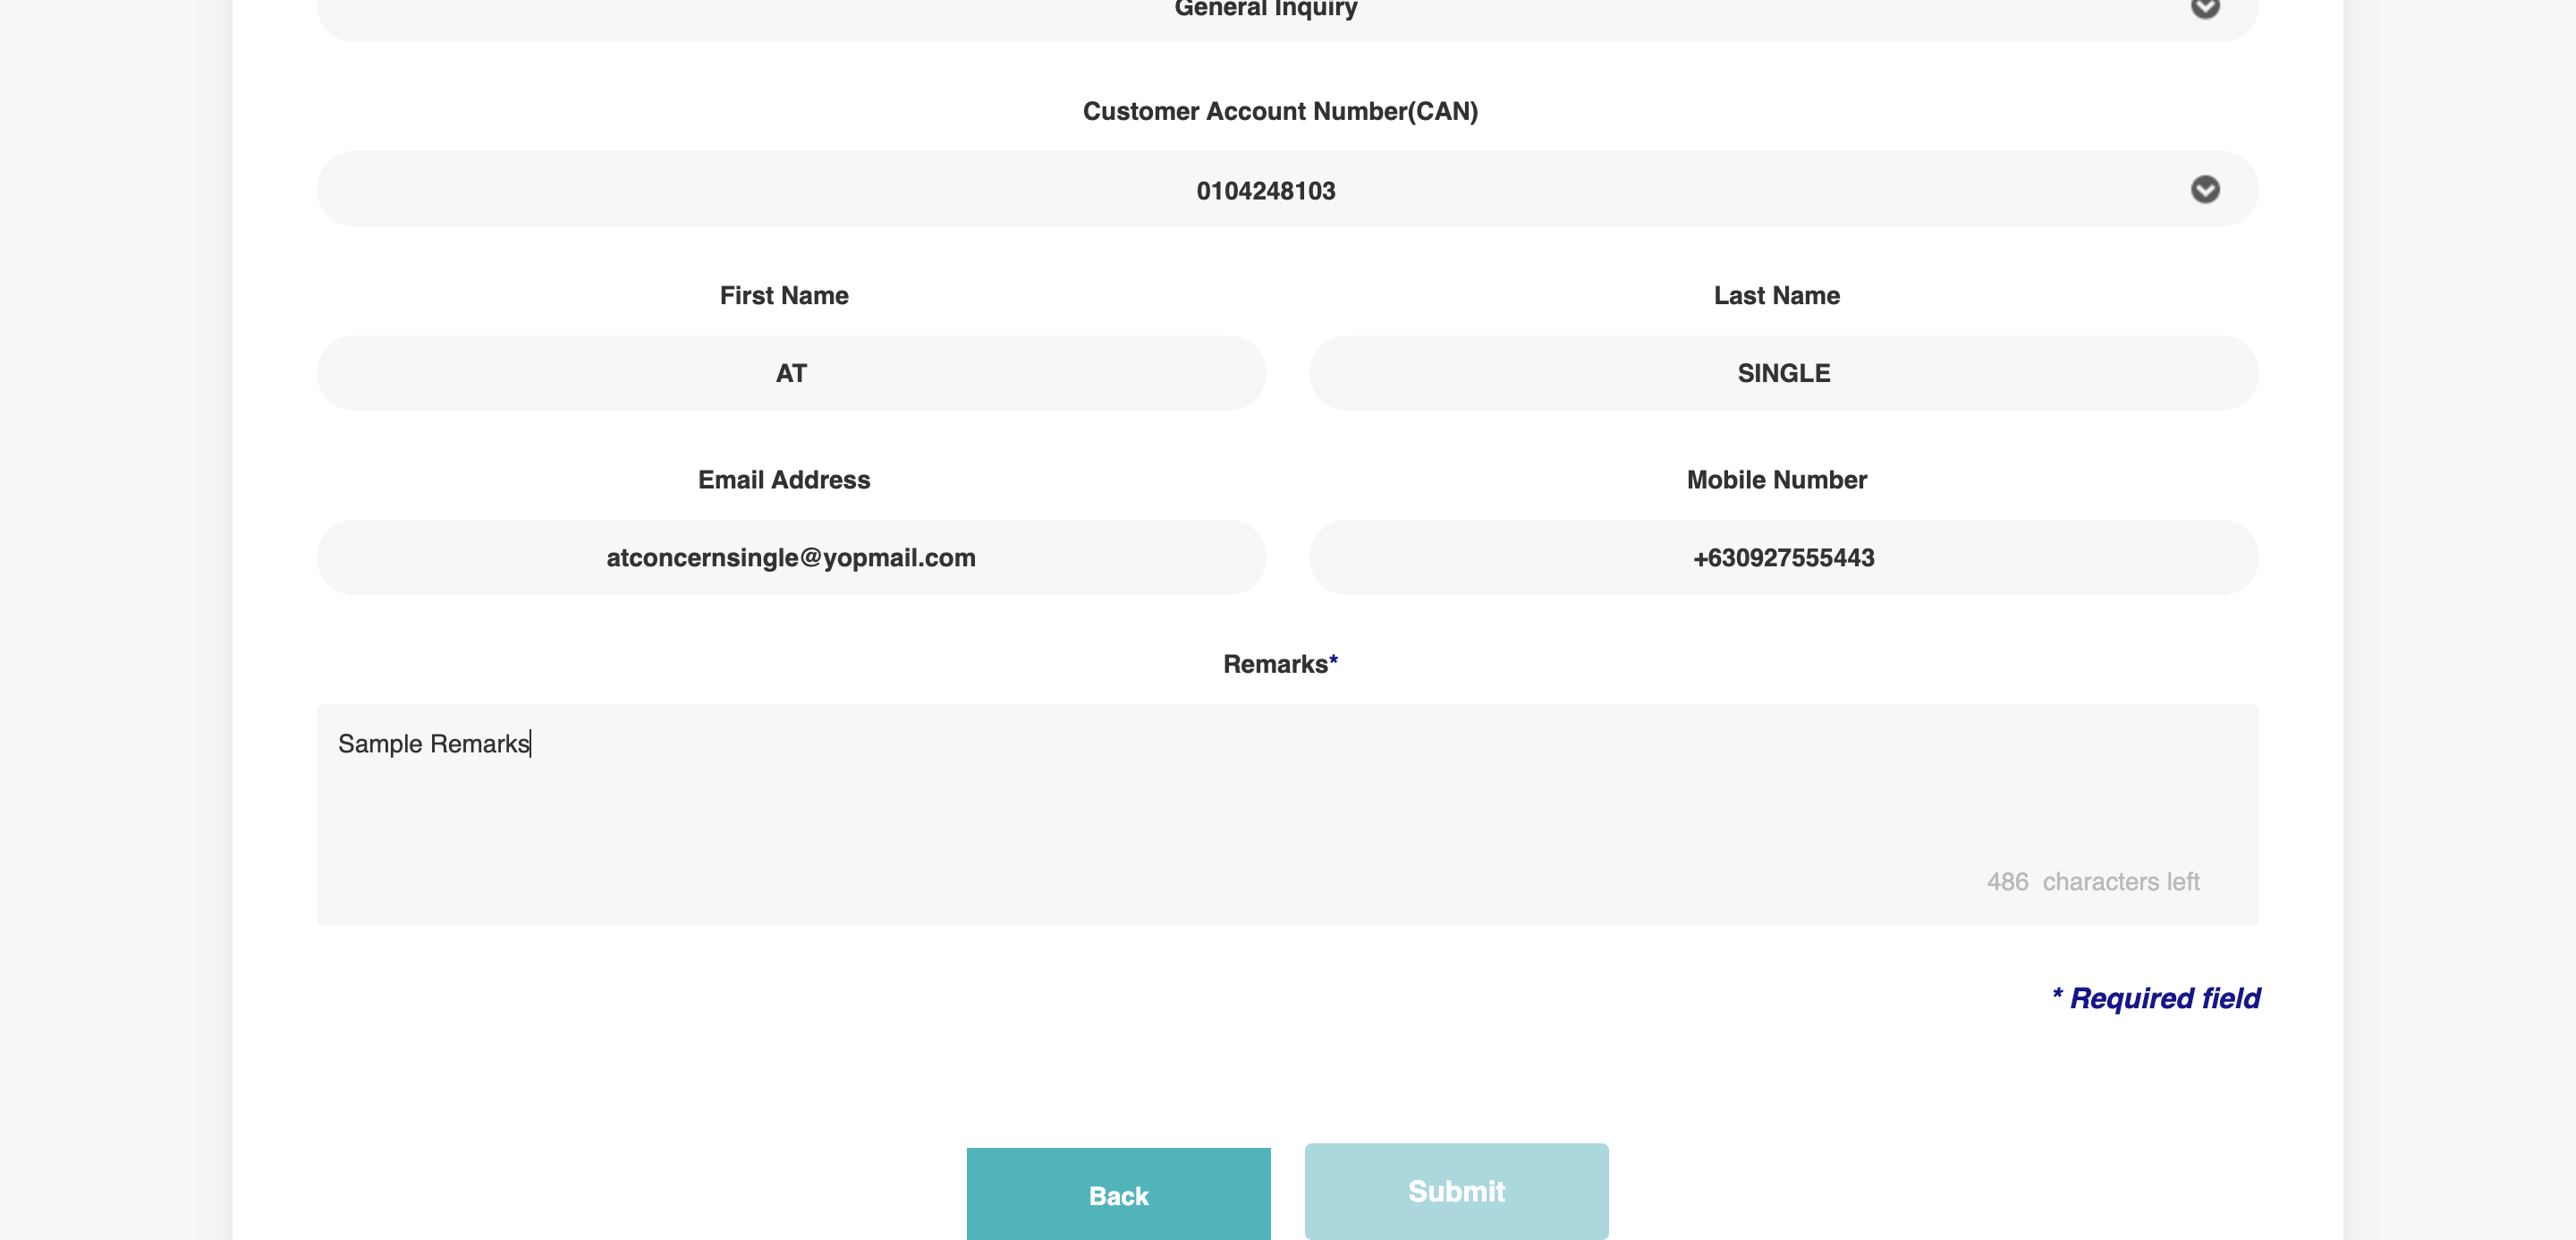 General Inquiry
Customer Account Number(CAN)
0104248103
First Name
Last Name
AT
SINGLE
Email Address
Mobile Number
atconcernsingle@yopmail.com
+630927555443
Remarks*
Sample Remarks
486 characters left
* Required field
Back
Submit